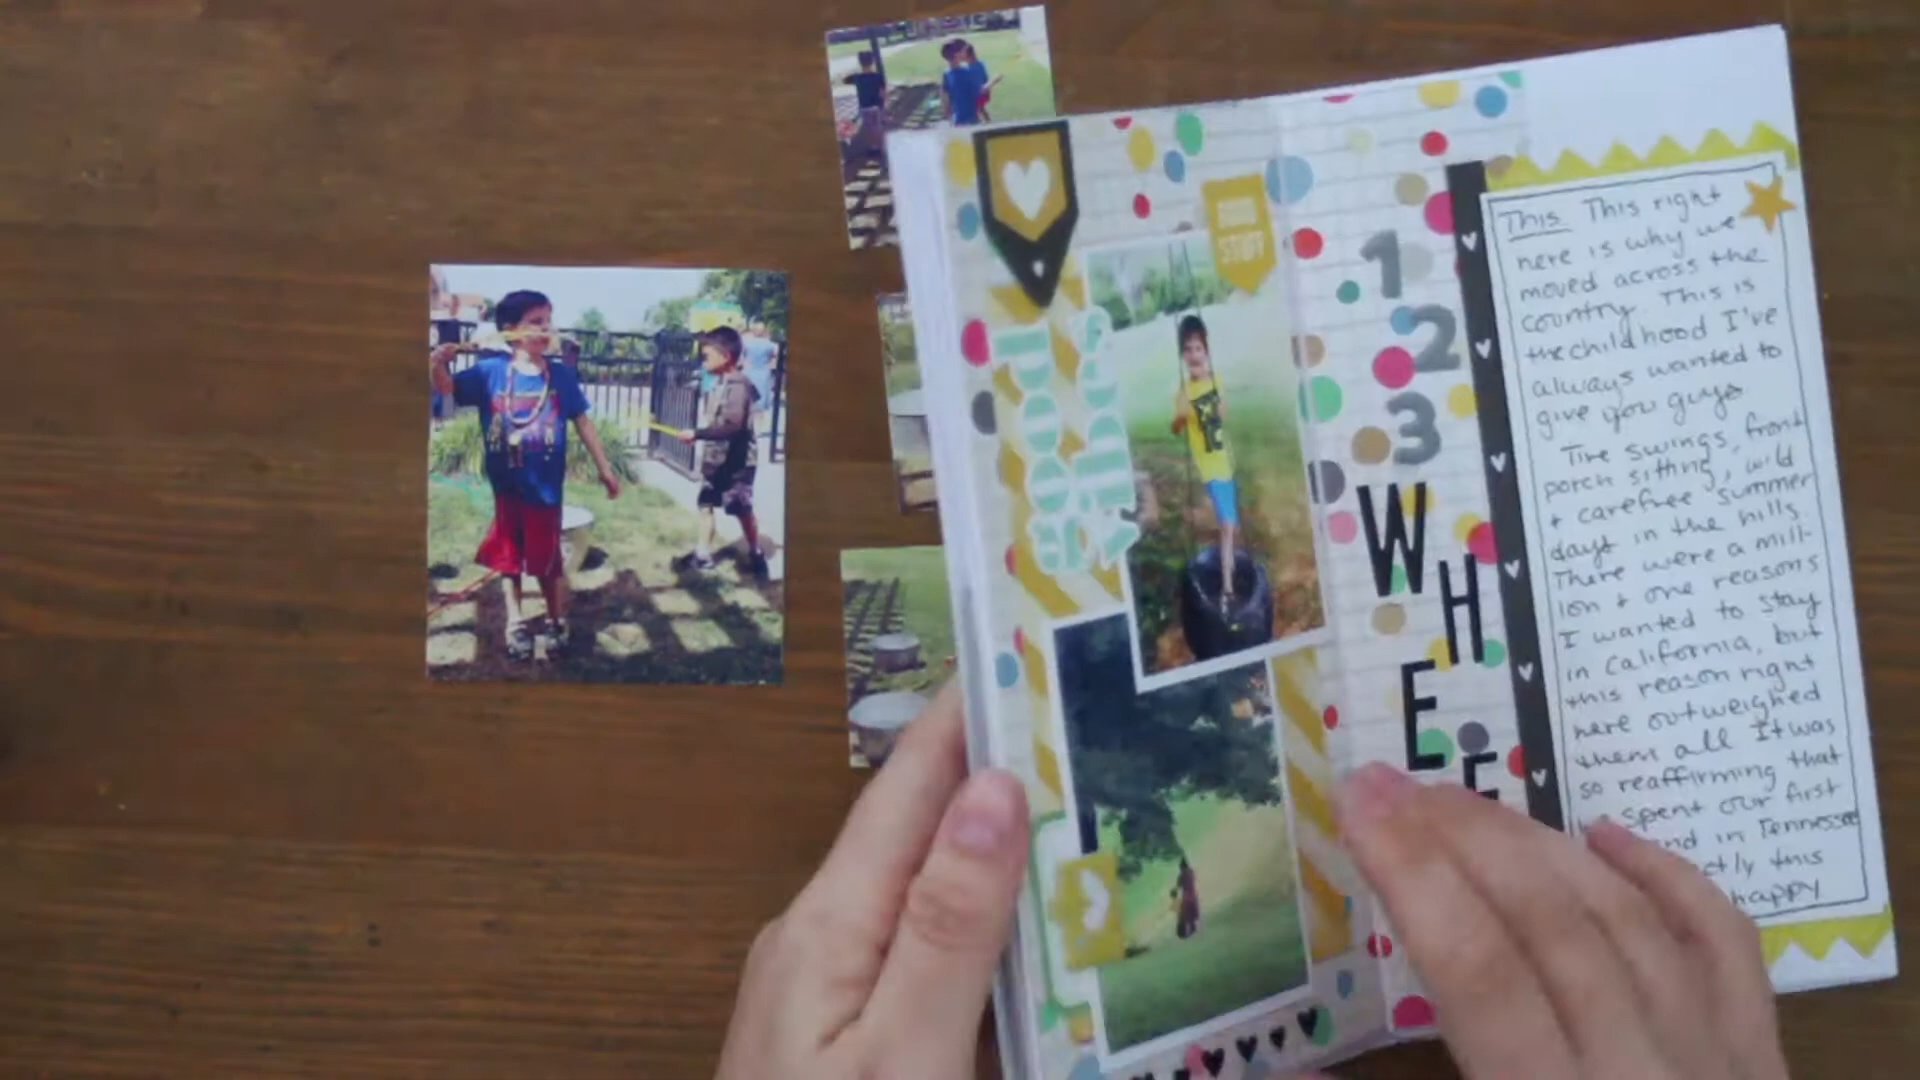 GOOD
STUFF
good
stuff
1
2
3
W
H
E
E
This. This right
here is why we
moved across the
country. This is
the childhood I've
always wanted to
give you guys
Tire swings, front
porch sitting, wild
+ carefree summer
days in the hills.
There were a mill-
ion + one reasons
I wanted to stay
in California, but
this reason right
here outweighed
them all It was
so reaffirming that
spent our first
in Tennessee
this
happy